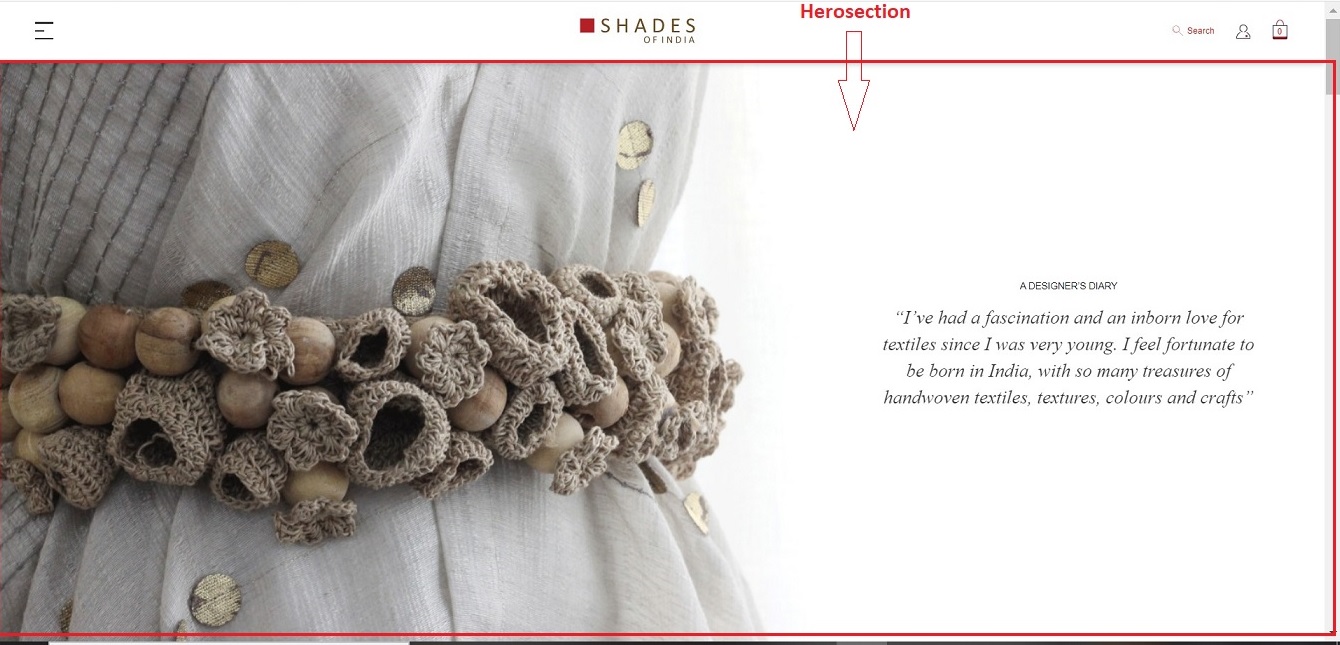 Herosection
SHADES
OF INDIA
Search
0
A DESIGNER'S DIARY
“I’ve had a fascination and an inborn love for
textiles since I was very young. I feel fortunate to
be born in India, with so many treasures of
handwoven textiles, textures, colours and crafts”